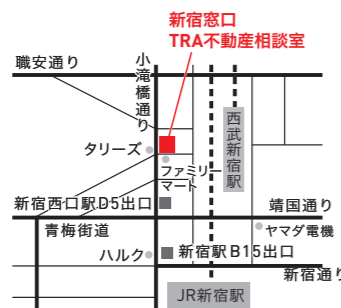 新宿窓口
TRA不動産相談室
職安通り
小滝橋通り
西武新宿駅
タリーズ
ファミリー
マート
新宿西口駅D5出口
靖国通り
青梅街道
ヤマダ電機
ハルク
新宿駅B15出口
新宿通り
JR新宿駅